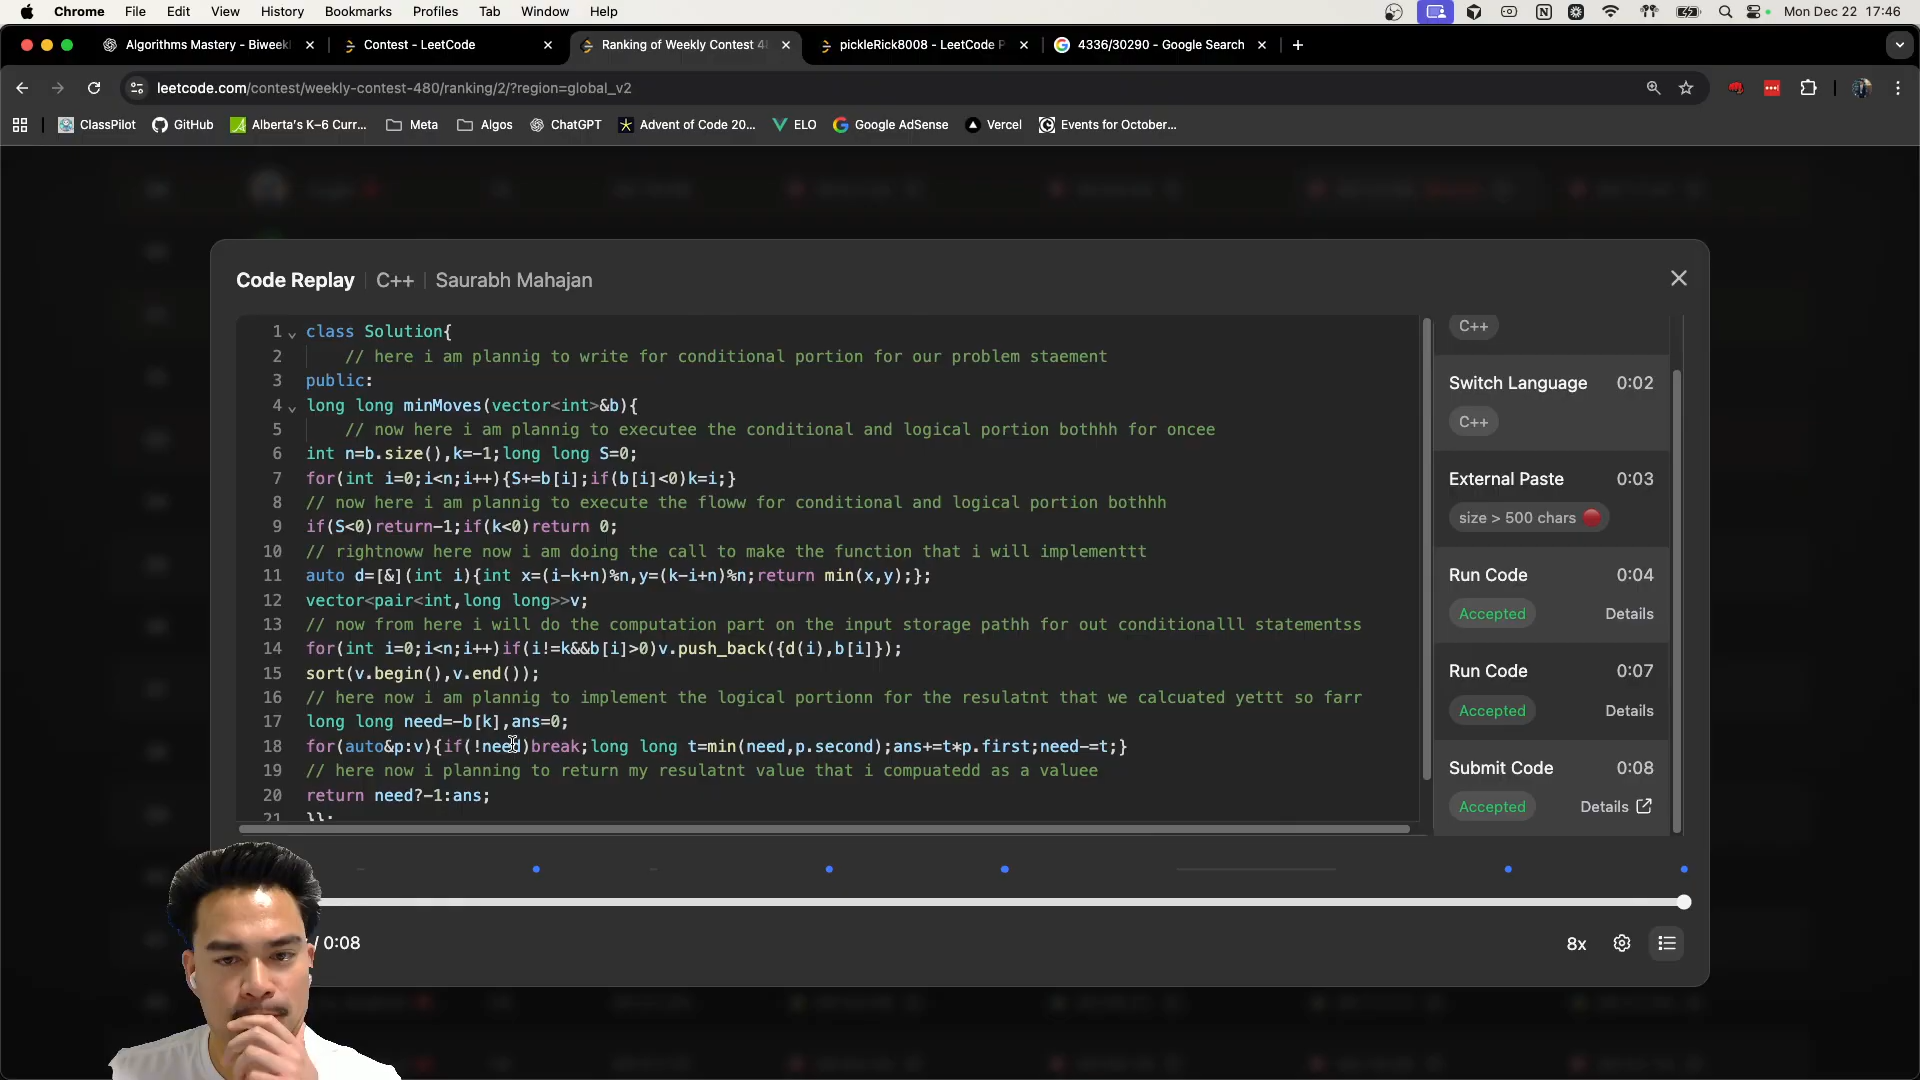 Chrome File Edit View History Bookmarks Profiles Tab Window Help Mon Dec 22 17:46
Algorithms Mastery - Biweekl
Contest - LeetCode
Ranking of Weekly Contest 4
pickleRick8008 - LeetCode P
4336/30290 - Google Search
leetcode.com/contest/weekly-contest-480/ranking/2/?region=global_v2
ClassPilot GitHub Alberta's K–6 Curr... Meta Algos ChatGPT Advent of Code 20... ELO Google AdSense Vercel Events for October...
Code Replay C++ Saurabh Mahajan
1 class Solution{
2 // here i am plannig to write for conditional portion for our problem staement
3 public:
4 long long minMoves(vector<int>&b){
5 // now here i am plannig to executee the conditional and logical portion bothhh for oncee
6 int n=b.size(),k=-1;long long S=0;
7 for(int i=0;i<n;i++){S+=b[i];if(b[i]<0)k=i;}
8 // now here i am plannig to execute the floww for conditional and logical portion bothhh
9 if(S<0)return-1;if(k<0)return 0;
10 // rightnoww here now i am doing the call to make the function that i will implementtt
11 auto d=[&](int i){int x=(i-k+n)%n,y=(k-i+n)%n;return min(x,y);};
12 vector<pair<int,long long>>v;
13 // now from here i will do the computation part on the input storage pathh for out conditionalll statementss
14 for(int i=0;i<n;i++)if(i!=k&&b[i]>0)v.push_back({d(i),b[i]});
15 sort(v.begin(),v.end());
16 // here now i am plannig to implement the logical portionn for the resulatnt that we calcuated yettt so farr
17 long long need=-b[k],ans=0;
18 for(auto&p:v){if(!need)break;long long t=min(need,p.second);ans+=t*p.first;need-=t;}
19 // here now i planning to return my resulatnt value that i compuatedd as a valuee
20 return need?-1:ans;
21 }};
C++
Switch Language 0:02
C++
External Paste 0:03
size > 500 chars
Run Code 0:04
Accepted Details
Run Code 0:07
Accepted Details
Submit Code 0:08
Accepted Details
/ 0:08
8x